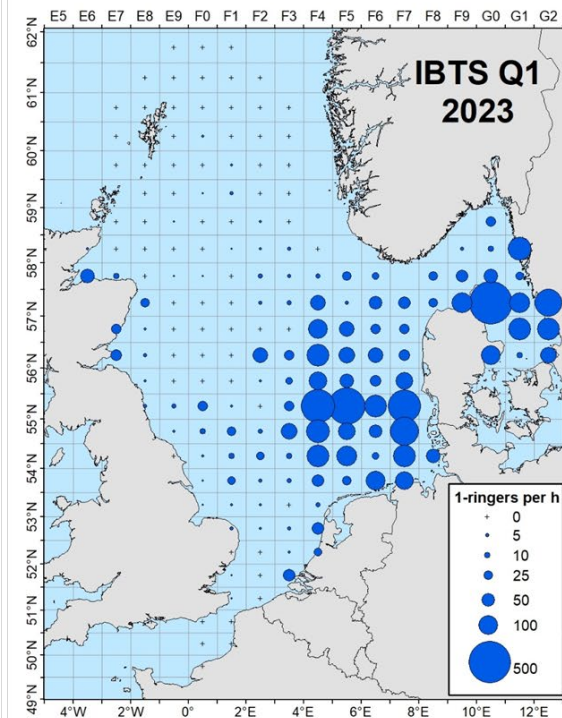 E5 E6 E7 E8 E9 F0 F1 F2 F3 F4 F5 F6 F7 F8 F9 G0 G1 G2
IBTS Q1
2023
62°N
61°N
60°N
59°N
58°N
57°N
56°N
55°N
54°N
53°N
52°N
51°N
50°N
49°N
1-ringers per h
0
5
10
25
50
100
500
4°W 2°W 0° 2°E 4°E 6°E 8°E 10°E 12°E